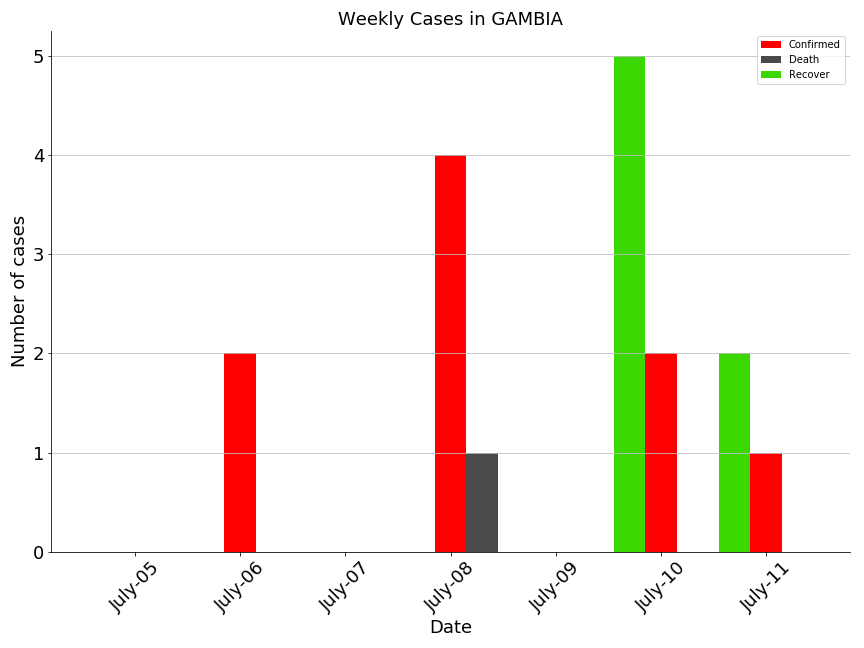 Weekly Cases in GAMBIA
Confirmed
Death
Recover
Number of cases
5
4
3
2
1
0
July-05
July-06
July-07
July-08
July-09
July-10
July-11
Date